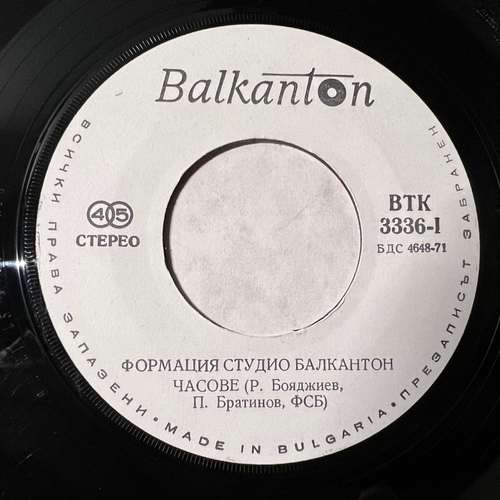 Balkanton
45
СТЕРЕО
ВТК
3336-I
БДС 4648-71
ФОРМАЦИЯ СТУДИО БАЛКАНТОН
ЧАСОВЕ (Р. Бояджиев,
П. Братинов, ФСБ)
ВСИЧКИ ПРАВА ЗАПАЗЕНИ • MADE IN BULGARIA • ПРЕЗАПИСЪТ ЗАБРАНЕН